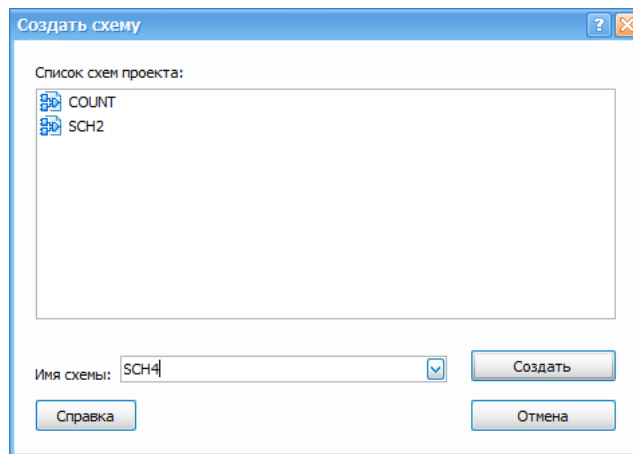 Создать схему
?
Список схем проекта:
COUNT
SCH2
Имя схемы: SCH4 Создать
Справка Отмена